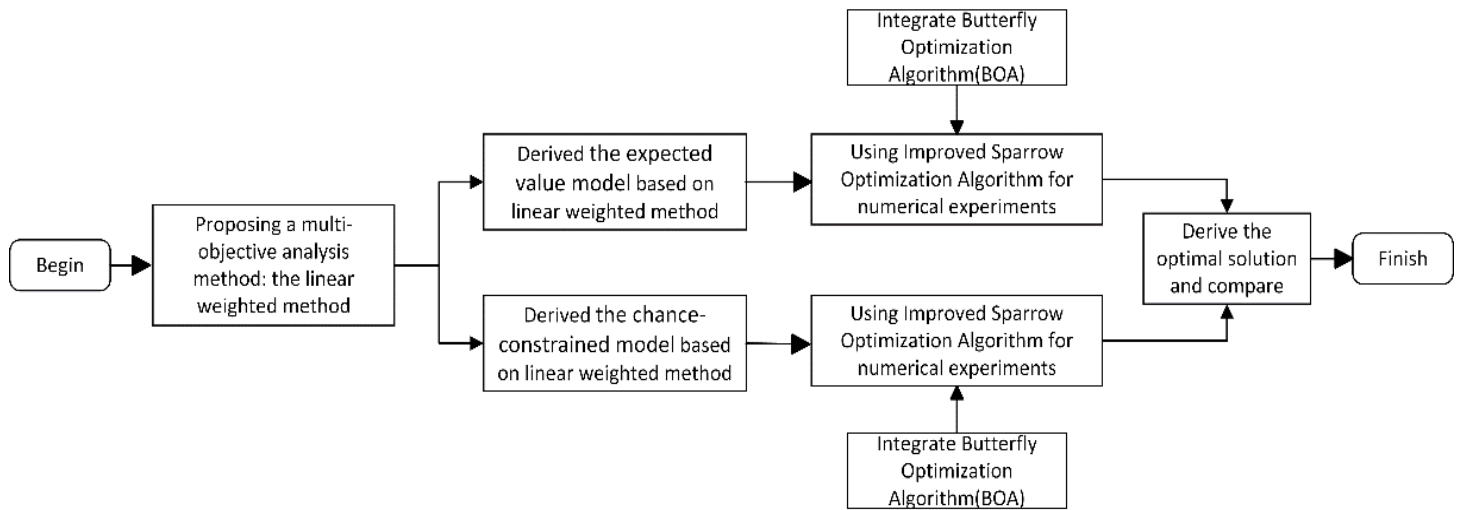 Begin
Proposing a multi-
objective analysis
method: the linear
weighted method
Derived the expected
value model based on
linear weighted method
Derived the chance-
constrained model based
on linear weighted method
Integrate Butterfly
Optimization
Algorithm(BOA)
Using Improved Sparrow
Optimization Algorithm for
numerical experiments
Using Improved Sparrow
Optimization Algorithm for
numerical experiments
Integrate Butterfly
Optimization
Algorithm(BOA)
Derive the
optimal solution
and compare
Finish